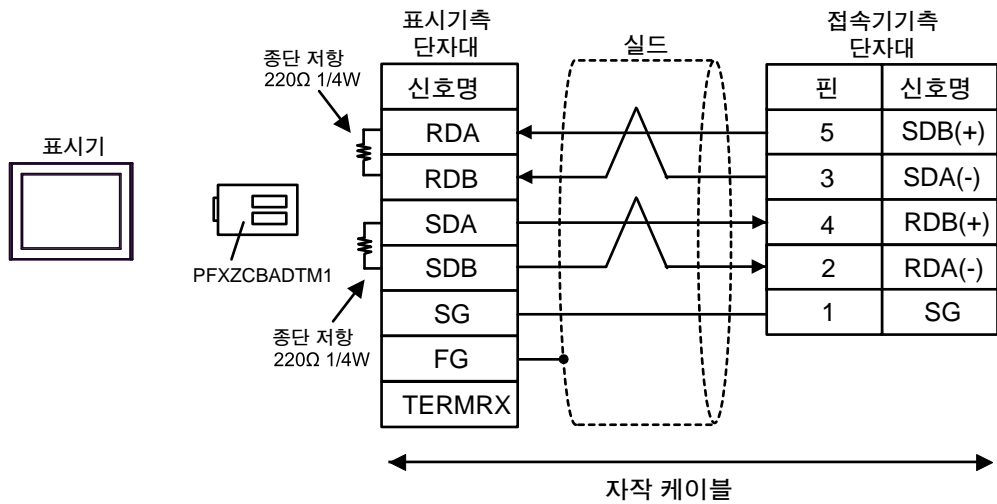 표시기
PFXZCBADTM1
종단 저항
220Ω 1/4W
종단 저항
220Ω 1/4W
표시기측
단자대
신호명
RDA
RDB
SDA
SDB
SG
FG
TERMRX
실드
접속기기측
단자대
핀 신호명
5 SDB(+)
3 SDA(-)
4 RDB(+)
2 RDA(-)
1 SG
자작 케이블